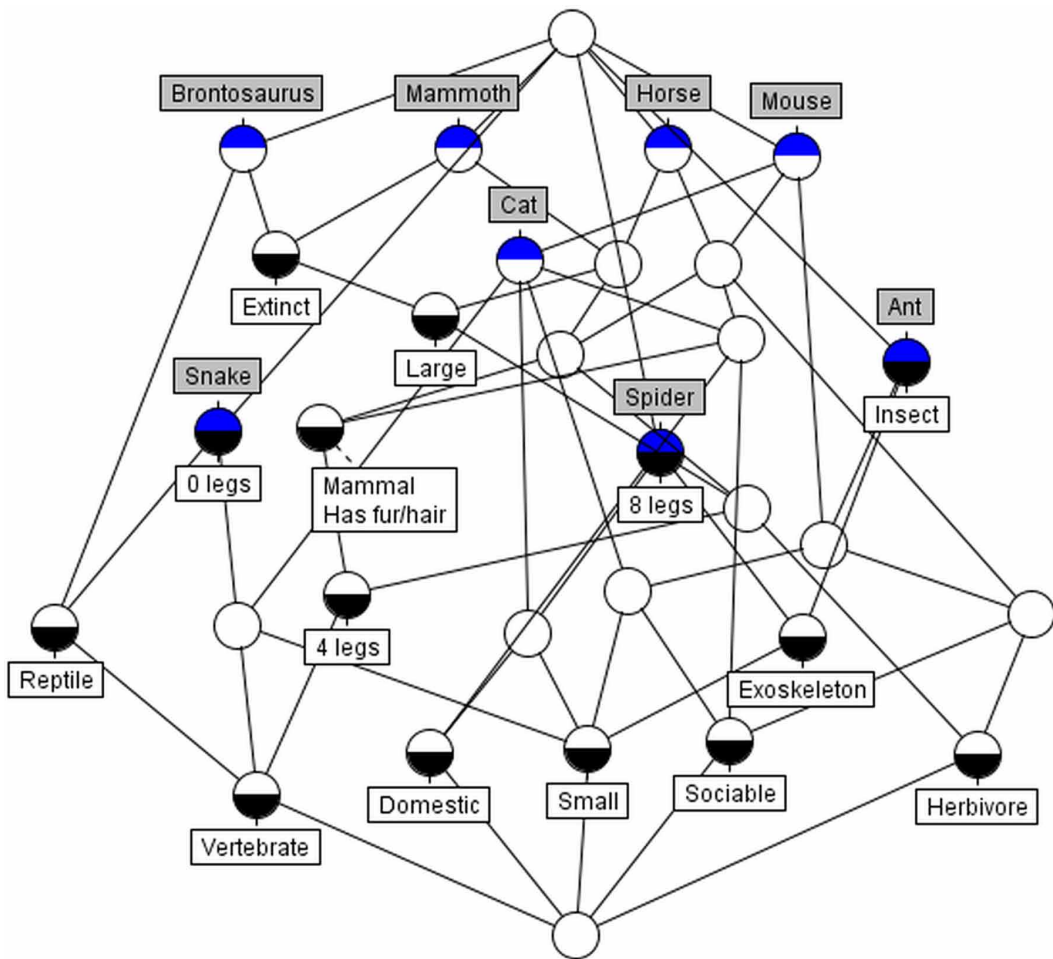 Brontosaurus
Mammoth
Horse
Mouse
Cat
Extinct
Ant
Large
Snake
Spider
Insect
0 legs
Mammal
Has fur/hair
8 legs
4 legs
Reptile
Exoskeleton
Domestic
Small
Sociable
Herbivore
Vertebrate